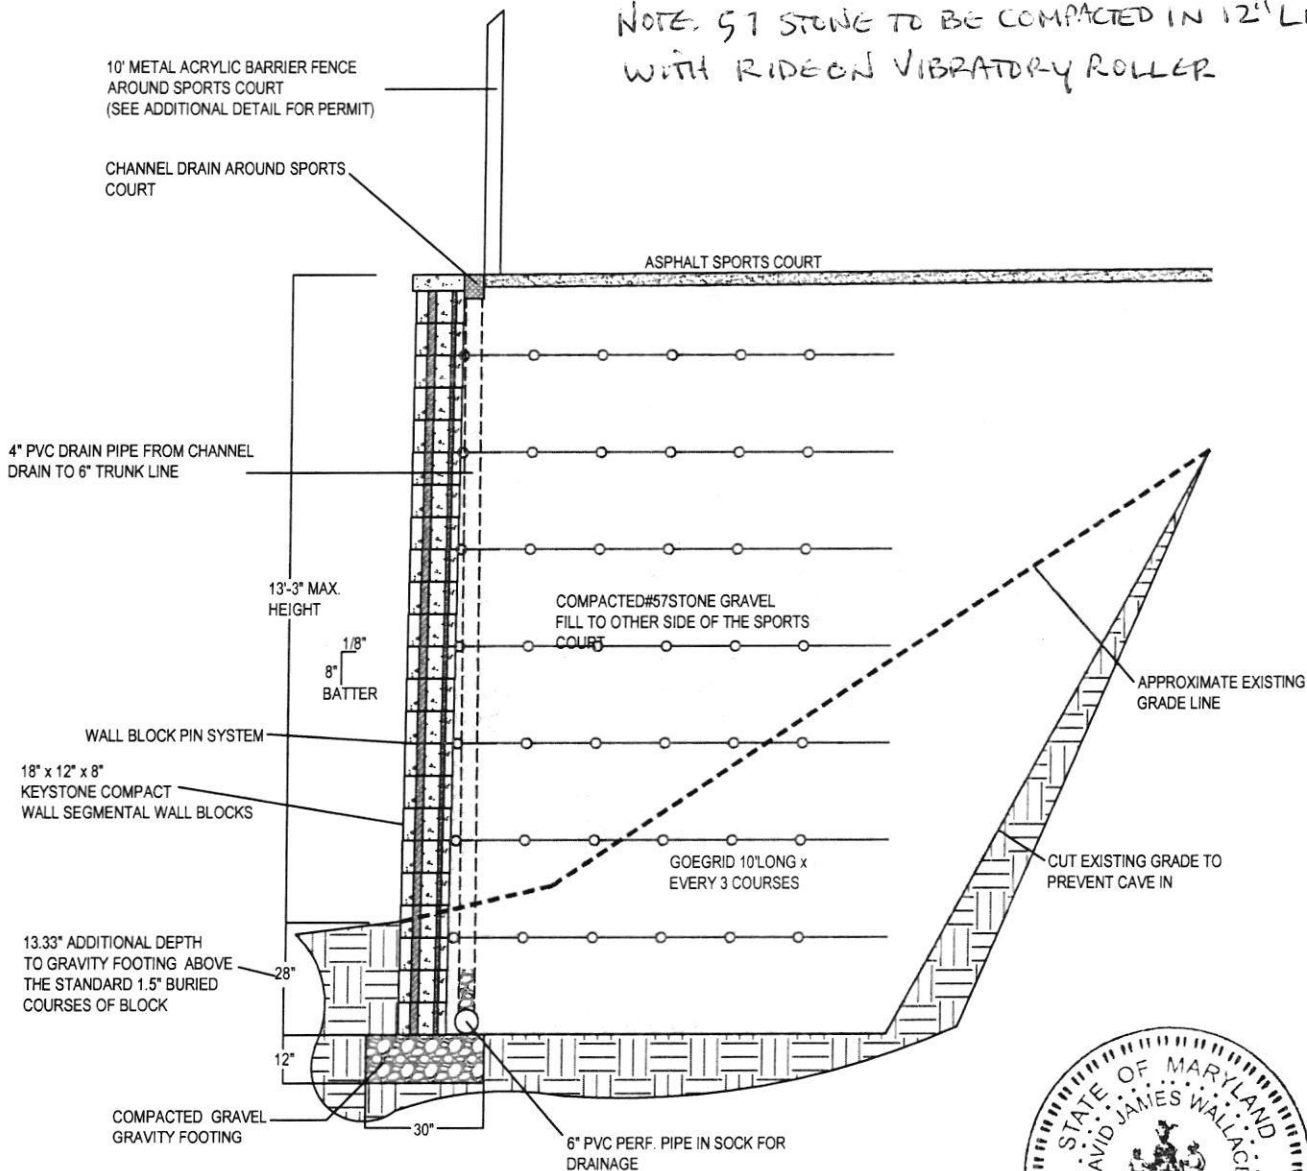 NOTE. 57 STONE TO BE COMPACTED IN 12"
WITH RIDEON VIBRATORY ROLLER
10' METAL ACRYLIC BARRIER FENCE
AROUND SPORTS COURT
(SEE ADDITIONAL DETAIL FOR PERMIT)
CHANNEL DRAIN AROUND SPORTS
COURT
ASPHALT SPORTS COURT
4" PVC DRAIN PIPE FROM CHANNEL
DRAIN TO 6" TRUNK LINE
13'-3" MAX.
HEIGHT
COMPACTED#57STONE GRAVEL
FILL TO OTHER SIDE OF THE SPORTS
COURT
1/8"
8"
BATTER
APPROXIMATE EXISTING
GRADE LINE
WALL BLOCK PIN SYSTEM
18" x 12" x 8"
KEYSTONE COMPACT
WALL SEGMENTAL WALL BLOCKS
GOEGRID 10'LONG x
EVERY 3 COURSES
CUT EXISTING GRADE TO
PREVENT CAVE IN
13.33" ADDITIONAL DEPTH
TO GRAVITY FOOTING ABOVE
THE STANDARD 1.5" BURIED
COURSES OF BLOCK
28"
12"
COMPACTED GRAVEL
GRAVITY FOOTING
30"
6" PVC PERF. PIPE IN SOCK FOR
DRAINAGE
STATE OF MARYLAND
DAVID JAMES WALLACE